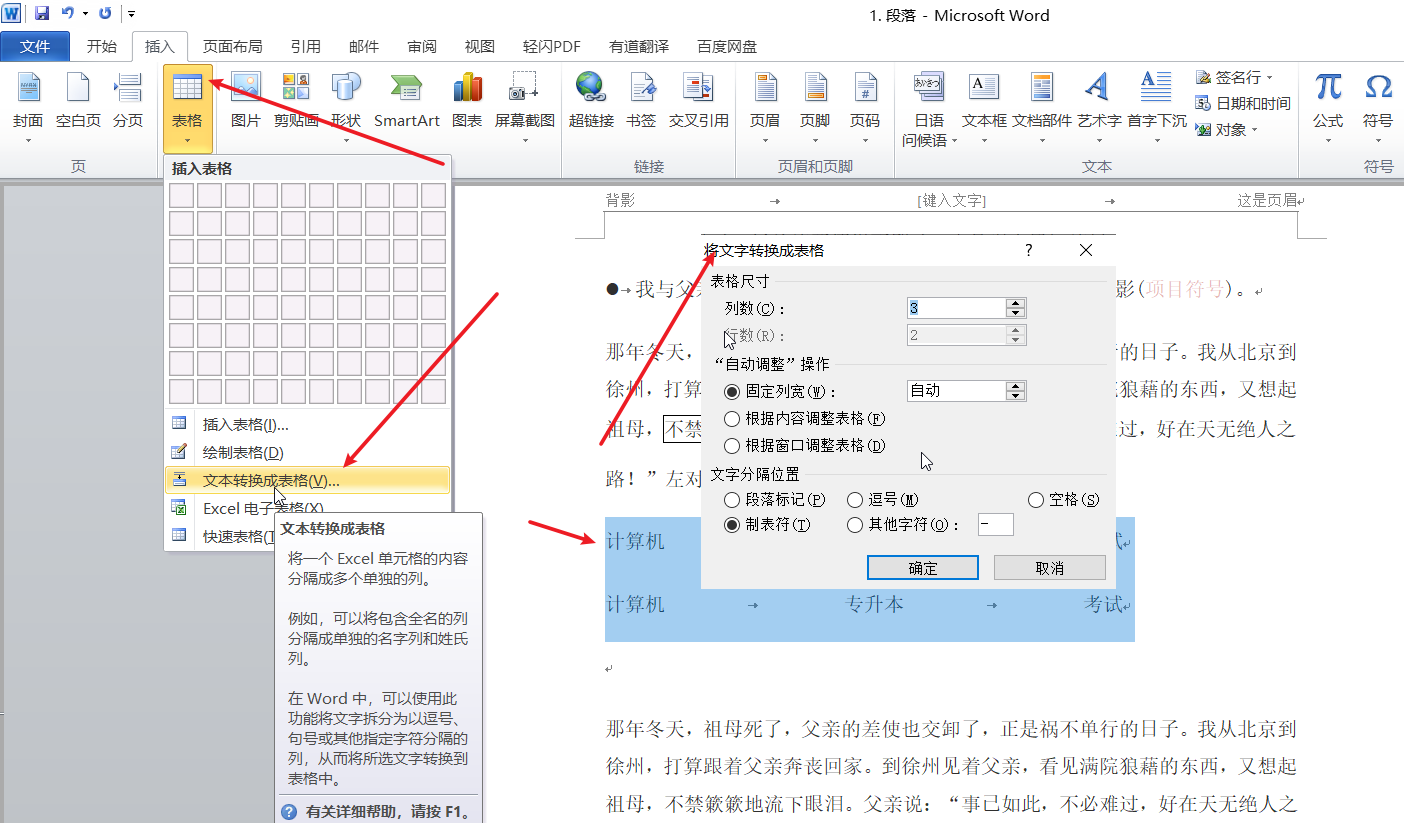 1. 段落 - Microsoft Word
文件 开始 插入 页面布局 引用 邮件 审阅 视图 轻闪PDF 有道翻译 百度网盘
封面 空白页 分页 表格 图片 剪贴画 形状 SmartArt 图表 屏幕截图 超链接 书签 交叉引用 页眉 页脚 页码 日语问候语 文本框 文档部件 艺术字 首字下沉 公式 符号
签名行
日期和时间
对象
页 链接 页眉和页脚 文本 符号
插入表格
插入表格(I)...
绘制表格(D)
文本转换成表格(V)...
Excel 电子表格(X)
快速表格(T
文本转换成表格
将一个 Excel 单元格的内容
分隔成多个单独的列。
例如，可以将包含全名的列
分隔成单独的名字列和姓氏
列。
在 Word 中，可以使用此
功能将文字拆分为以逗号、
句号或其他指定字符分隔的
列，从而将所选文字转换到
表格中。
有关详细帮助，请按 F1。
背影 → [键入文字] → 这是页眉
●→我与父 影(项目符号)。
那年冬天， 行的日子。我从北京到
徐州，打算 院狼藉的东西，又想起
祖母，不禁 过，好在天无绝人之
路！”左对
计算机 式
计算机 → 专升本 → 考试
将文字转换成表格 ?
表格尺寸
列数(C)： 3
行数(R)： 2
“自动调整”操作
固定列宽(W)： 自动
根据内容调整表格(F)
根据窗口调整表格(D)
文字分隔位置
段落标记(P) 逗号(M) 空格(S)
制表符(T) 其他字符(O)： -
确定 取消
那年冬天，祖母死了，父亲的差使也交卸了，正是祸不单行的日子。我从北京到
徐州，打算跟着父亲奔丧回家。到徐州见着父亲，看见满院狼藉的东西，又想起
祖母，不禁簌簌地流下眼泪。父亲说：“事已如此，不必难过，好在天无绝人之